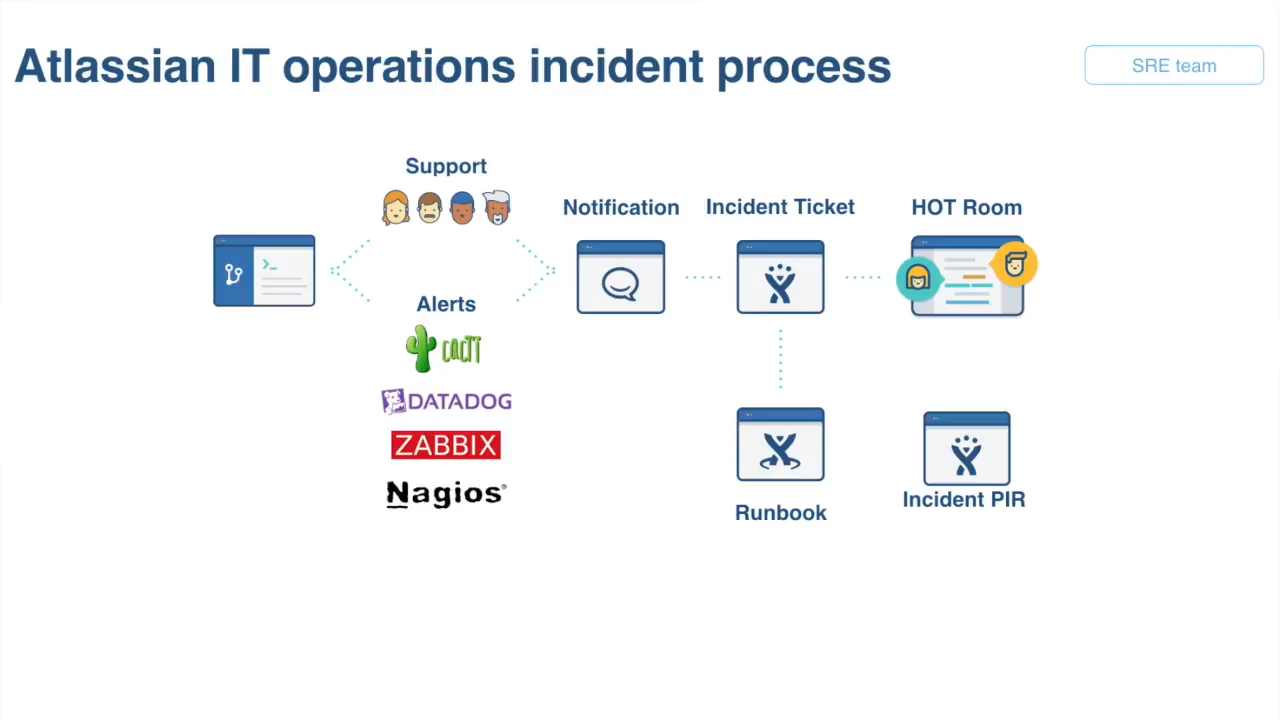 Atlassian IT operations incident process
SRE team
Support
Notification
Incident Ticket
HOT Room
>_
Alerts
cacti
DATADOG
ZABBIX
Nagios®
Runbook
Incident PIR